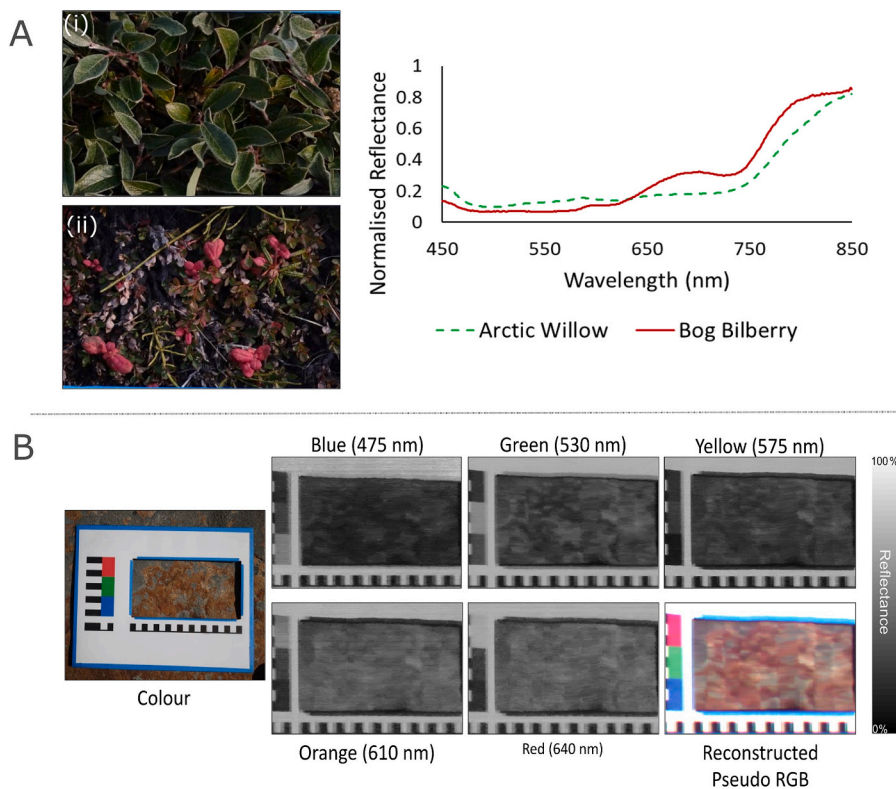 A
(i)
(ii)
Normalised Reflectance
1
0.8
0.6
0.4
0.2
0
450
550
650
750
850
Wavelength (nm)
Arctic Willow
Bog Bilberry
B
Colour
Blue (475 nm)
Green (530 nm)
Yellow (575 nm)
Orange (610 nm)
Red (640 nm)
Reconstructed
Pseudo RGB
100%
Reflectance
0%